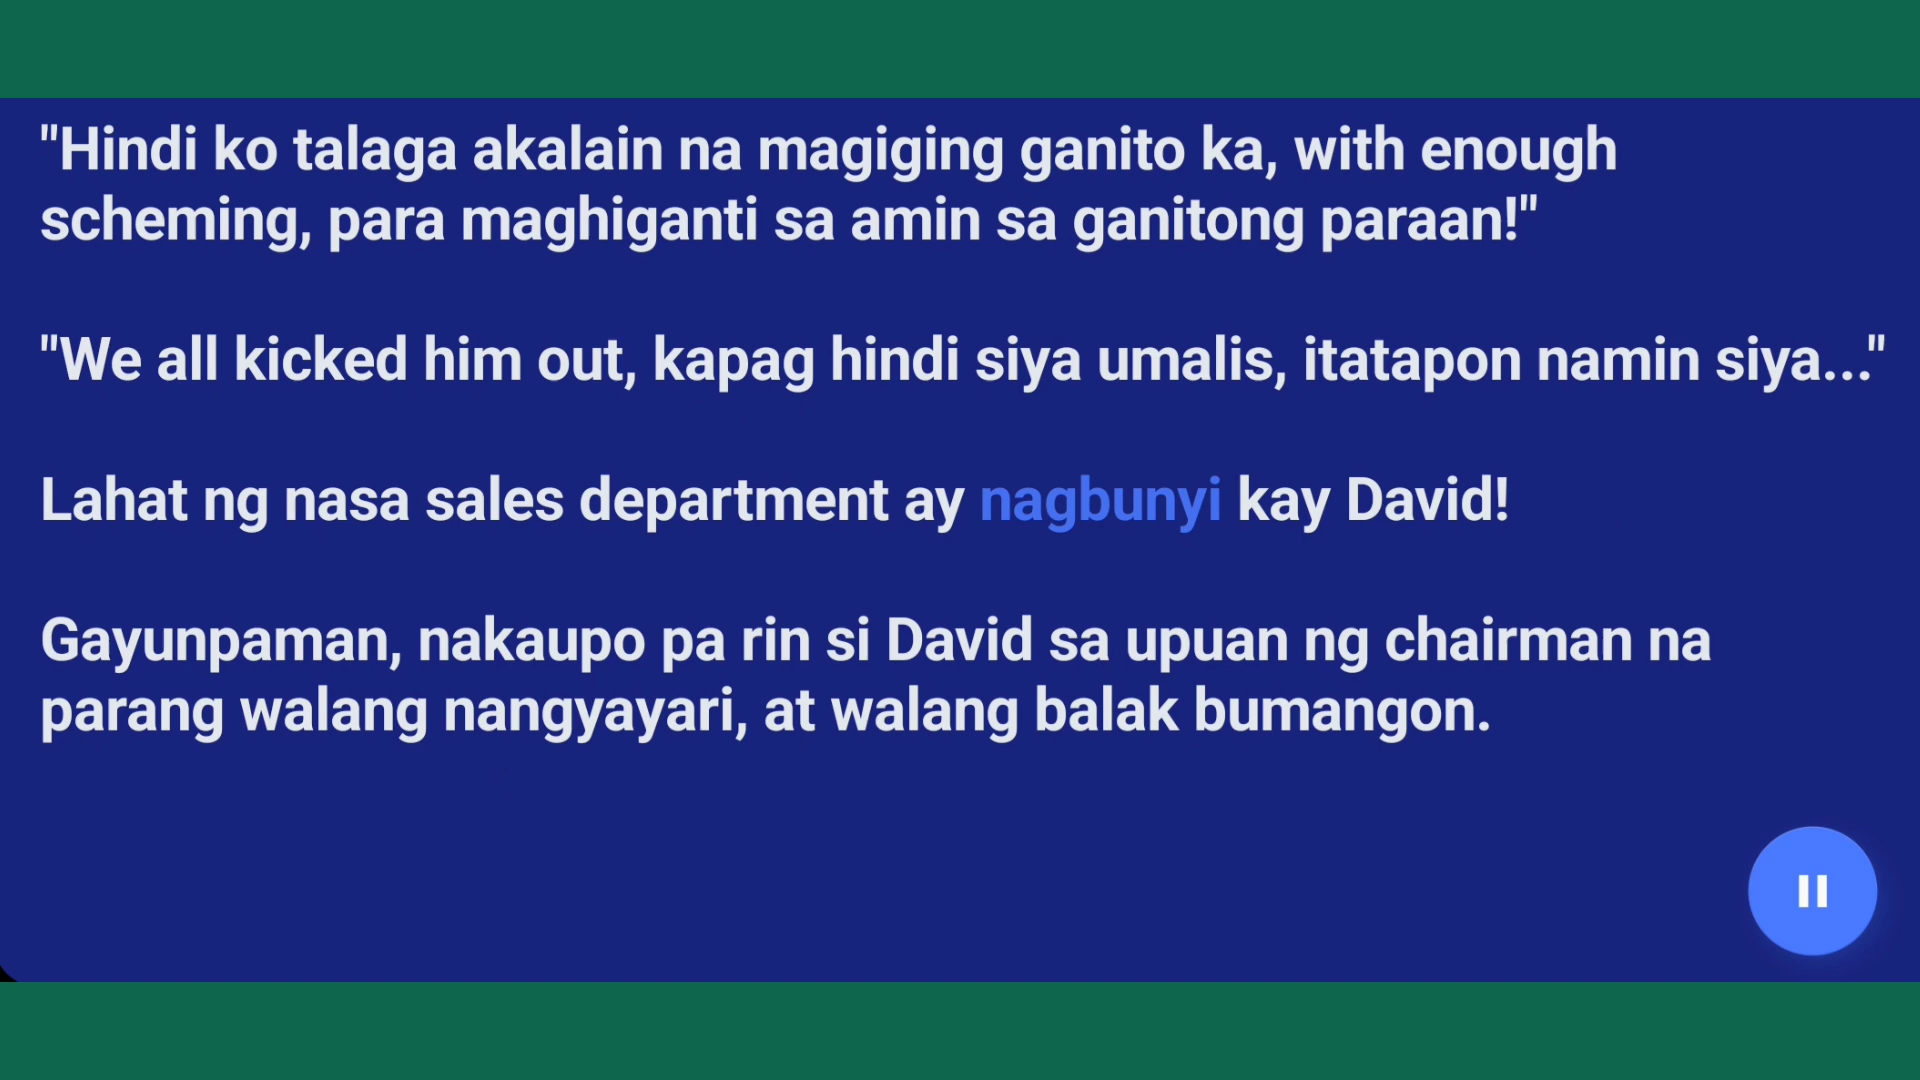 "Hindi ko talaga akalain na magiging ganito ka, with enough
scheming, para maghiganti sa amin sa ganitong paraan!"
"We all kicked him out, kapag hindi siya umalis, itatapon namin siya..."
Lahat ng nasa sales department ay nagbunyi kay David!
Gayunpaman, nakaupo pa rin si David sa upuan ng chairman na
parang walang nangyayari, at walang balak bumangon.